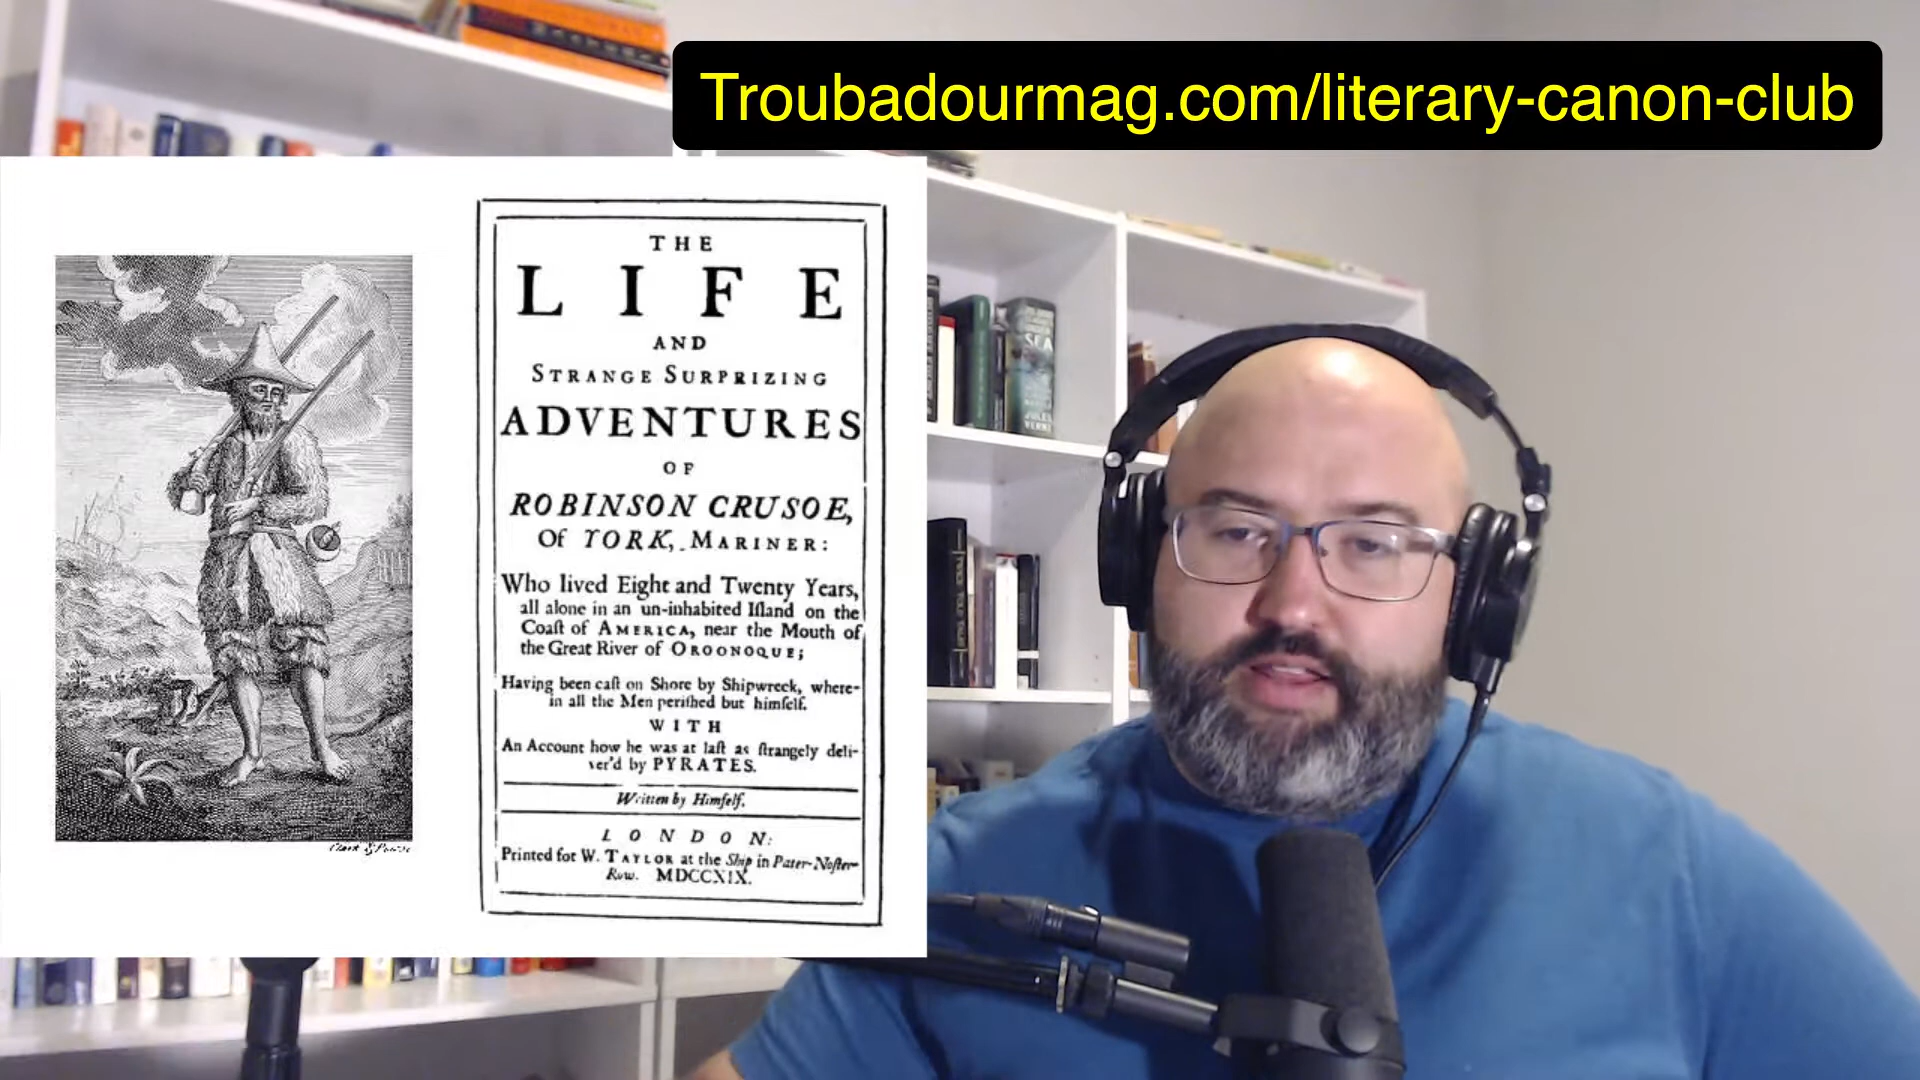 Troubadourmag.com/literary-canon-club
THE
LIFE
AND
STRANGE SURPRIZING
ADVENTURES
OF
ROBINSON CRUSOE,
Of YORK, MARINER:
Who lived Eight and Twenty Years,
all alone in an un-inhabited Iſland on the
Coaſt of AMERICA, near the Mouth of
the Great River of OROONOQUE;
Having been caſt on Shore by Shipwreck, where-
in all the Men periſhed but himſelf.
WITH
An Account how he was at laſt as ſtrangely deli-
ver'd by PYRATES.
Written by Himſelf.
LONDON:
Printed for W. TAYLOR at the Ship in Pater-Noſter-
Row. MDCCXIX.
SEA
JULES
VERNE